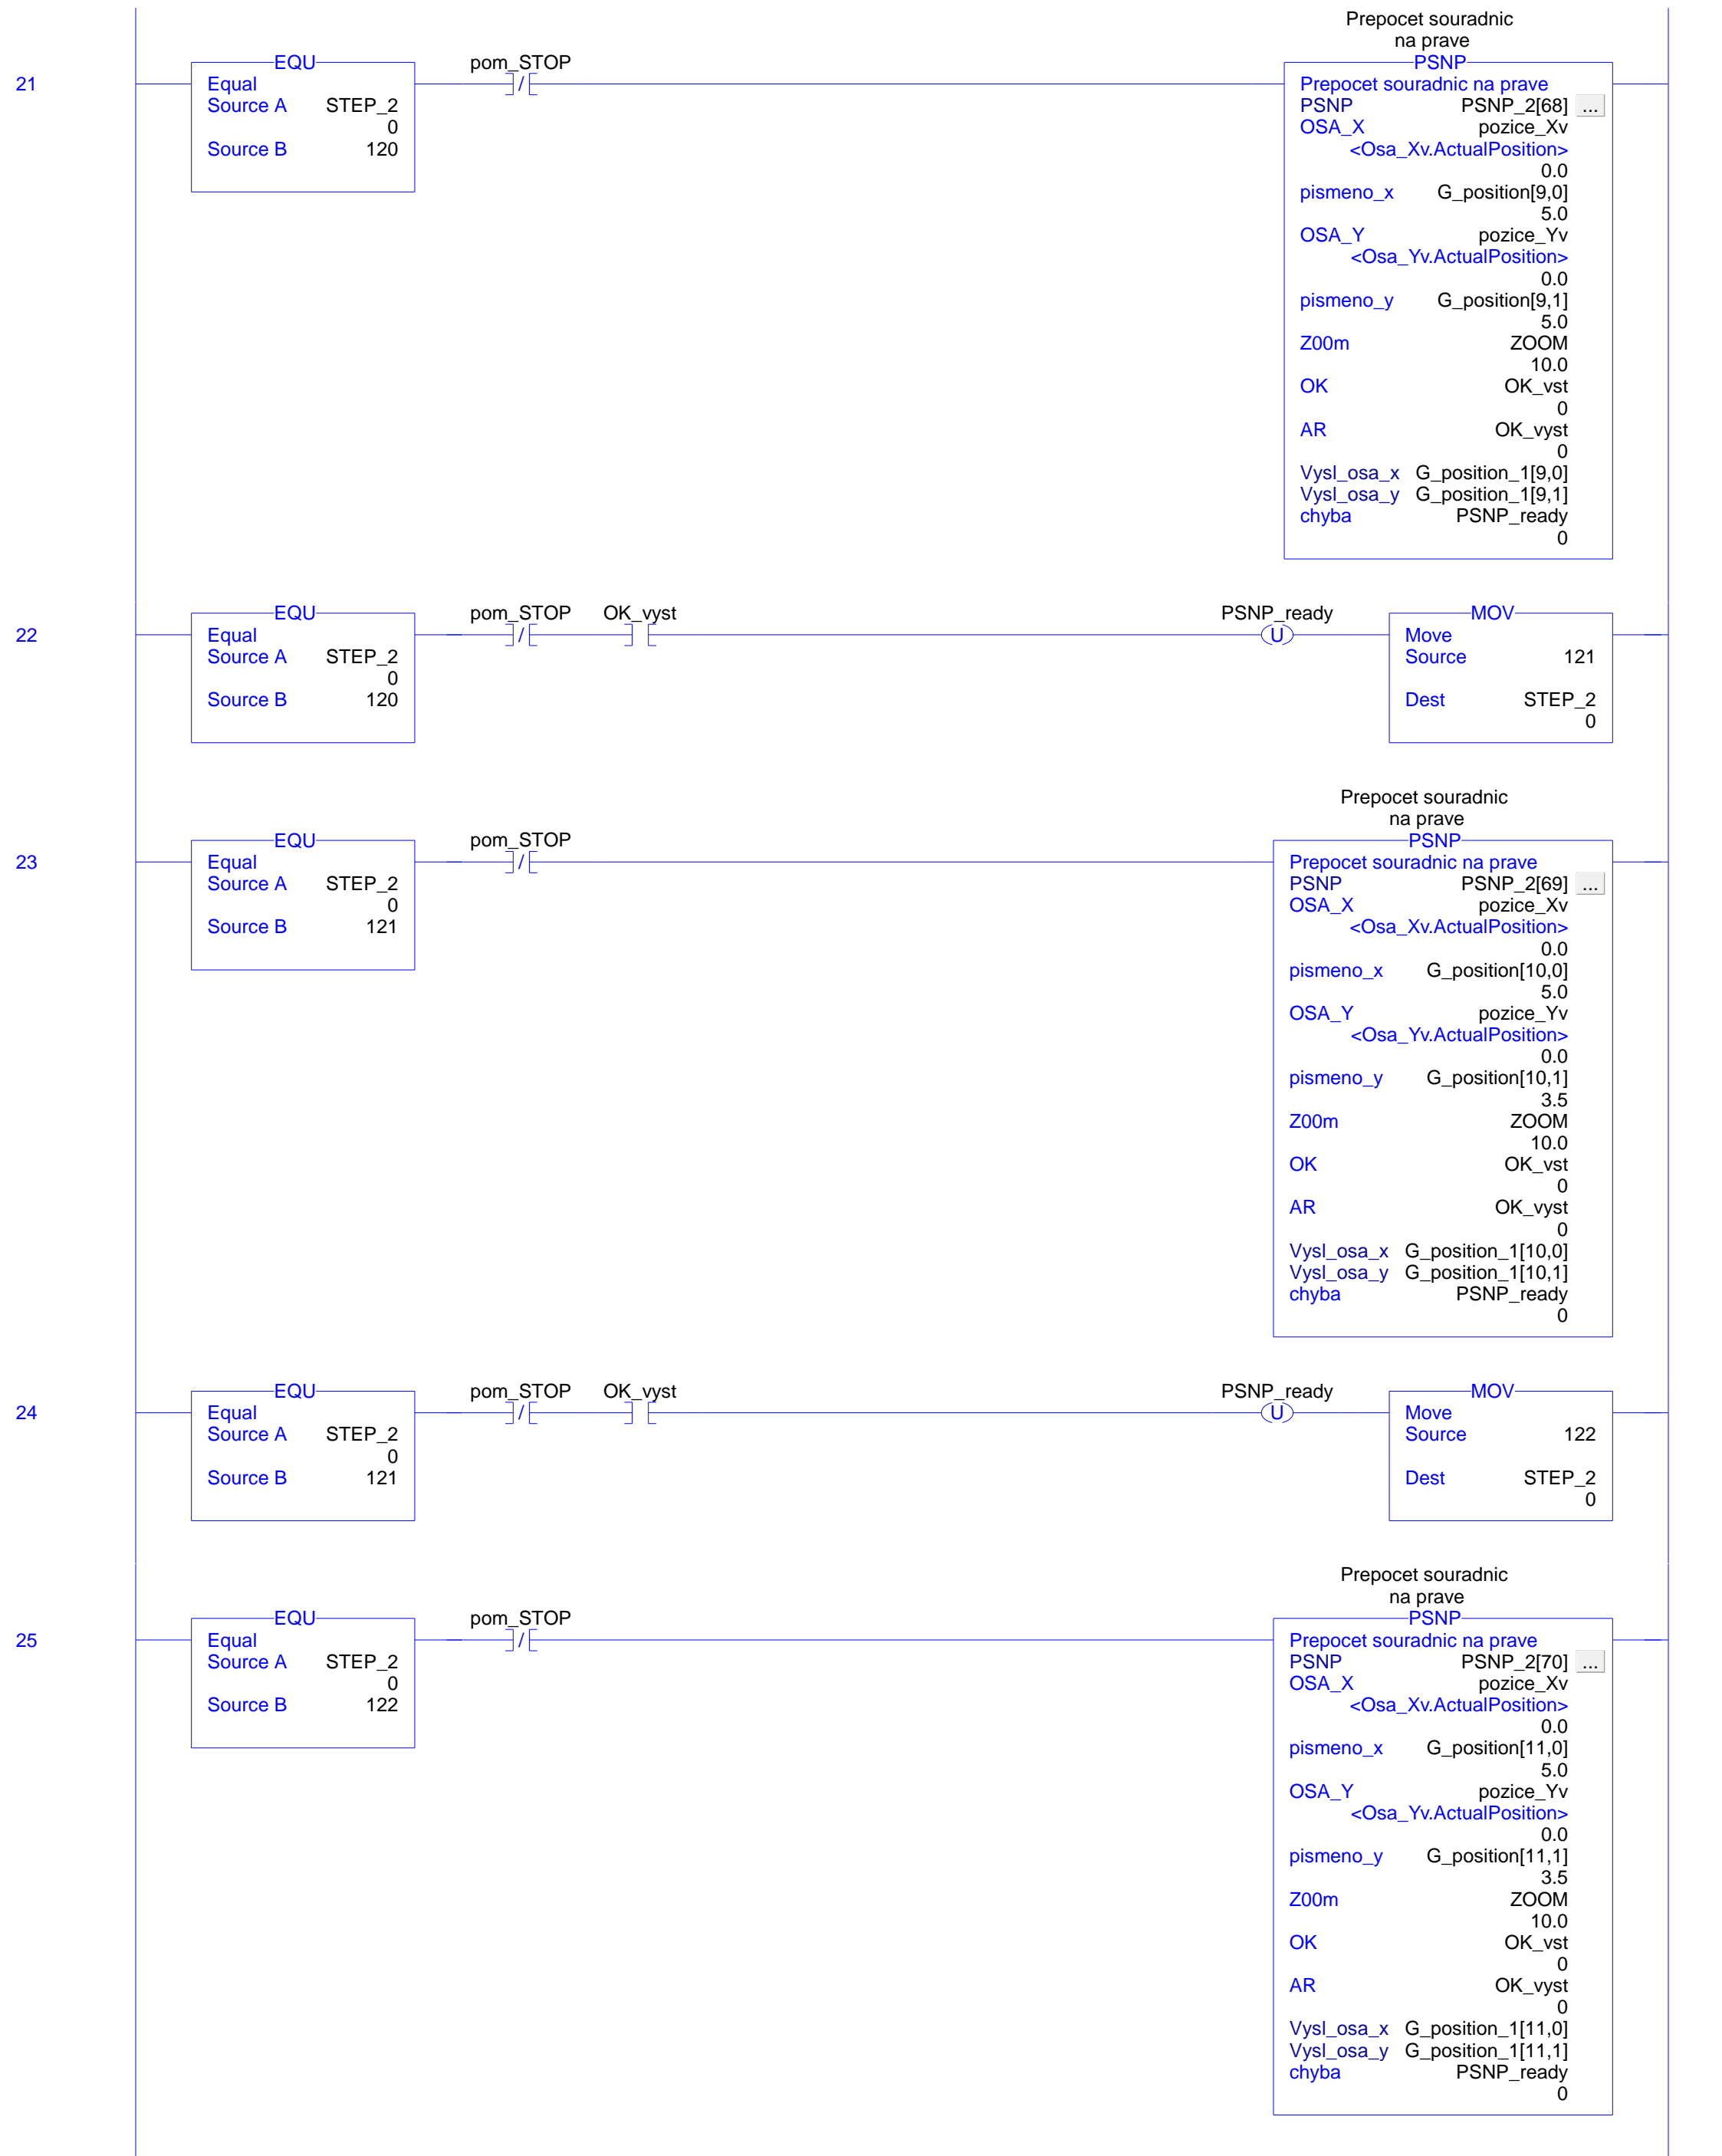 Prepocet souradnic
na prave
21
EQU
Equal
Source A STEP_2
0
Source B 120
pom_STOP
PSNP
Prepocet souradnic na prave
PSNP PSNP_2[68] ...
OSA_X pozice_Xv
<Osa_Xv.ActualPosition>
0.0
pismeno_x G_position[9,0]
5.0
OSA_Y pozice_Yv
<Osa_Yv.ActualPosition>
0.0
pismeno_y G_position[9,1]
5.0
Z00m ZOOM
10.0
OK OK_vst
0
AR OK_vyst
0
Vysl_osa_x G_position_1[9,0]
Vysl_osa_y G_position_1[9,1]
chyba PSNP_ready
0
22
EQU
Equal
Source A STEP_2
0
Source B 120
pom_STOP OK_vyst
PSNP_ready
U
MOV
Move
Source 121
Dest STEP_2
0
Prepocet souradnic
na prave
23
EQU
Equal
Source A STEP_2
0
Source B 121
pom_STOP
PSNP
Prepocet souradnic na prave
PSNP PSNP_2[69] ...
OSA_X pozice_Xv
<Osa_Xv.ActualPosition>
0.0
pismeno_x G_position[10,0]
5.0
OSA_Y pozice_Yv
<Osa_Yv.ActualPosition>
0.0
pismeno_y G_position[10,1]
3.5
Z00m ZOOM
10.0
OK OK_vst
0
AR OK_vyst
0
Vysl_osa_x G_position_1[10,0]
Vysl_osa_y G_position_1[10,1]
chyba PSNP_ready
0
24
EQU
Equal
Source A STEP_2
0
Source B 121
pom_STOP OK_vyst
PSNP_ready
U
MOV
Move
Source 122
Dest STEP_2
0
Prepocet souradnic
na prave
25
EQU
Equal
Source A STEP_2
0
Source B 122
pom_STOP
PSNP
Prepocet souradnic na prave
PSNP PSNP_2[70] ...
OSA_X pozice_Xv
<Osa_Xv.ActualPosition>
0.0
pismeno_x G_position[11,0]
5.0
OSA_Y pozice_Yv
<Osa_Yv.ActualPosition>
0.0
pismeno_y G_position[11,1]
3.5
Z00m ZOOM
10.0
OK OK_vst
0
AR OK_vyst
0
Vysl_osa_x G_position_1[11,0]
Vysl_osa_y G_position_1[11,1]
chyba PSNP_ready
0